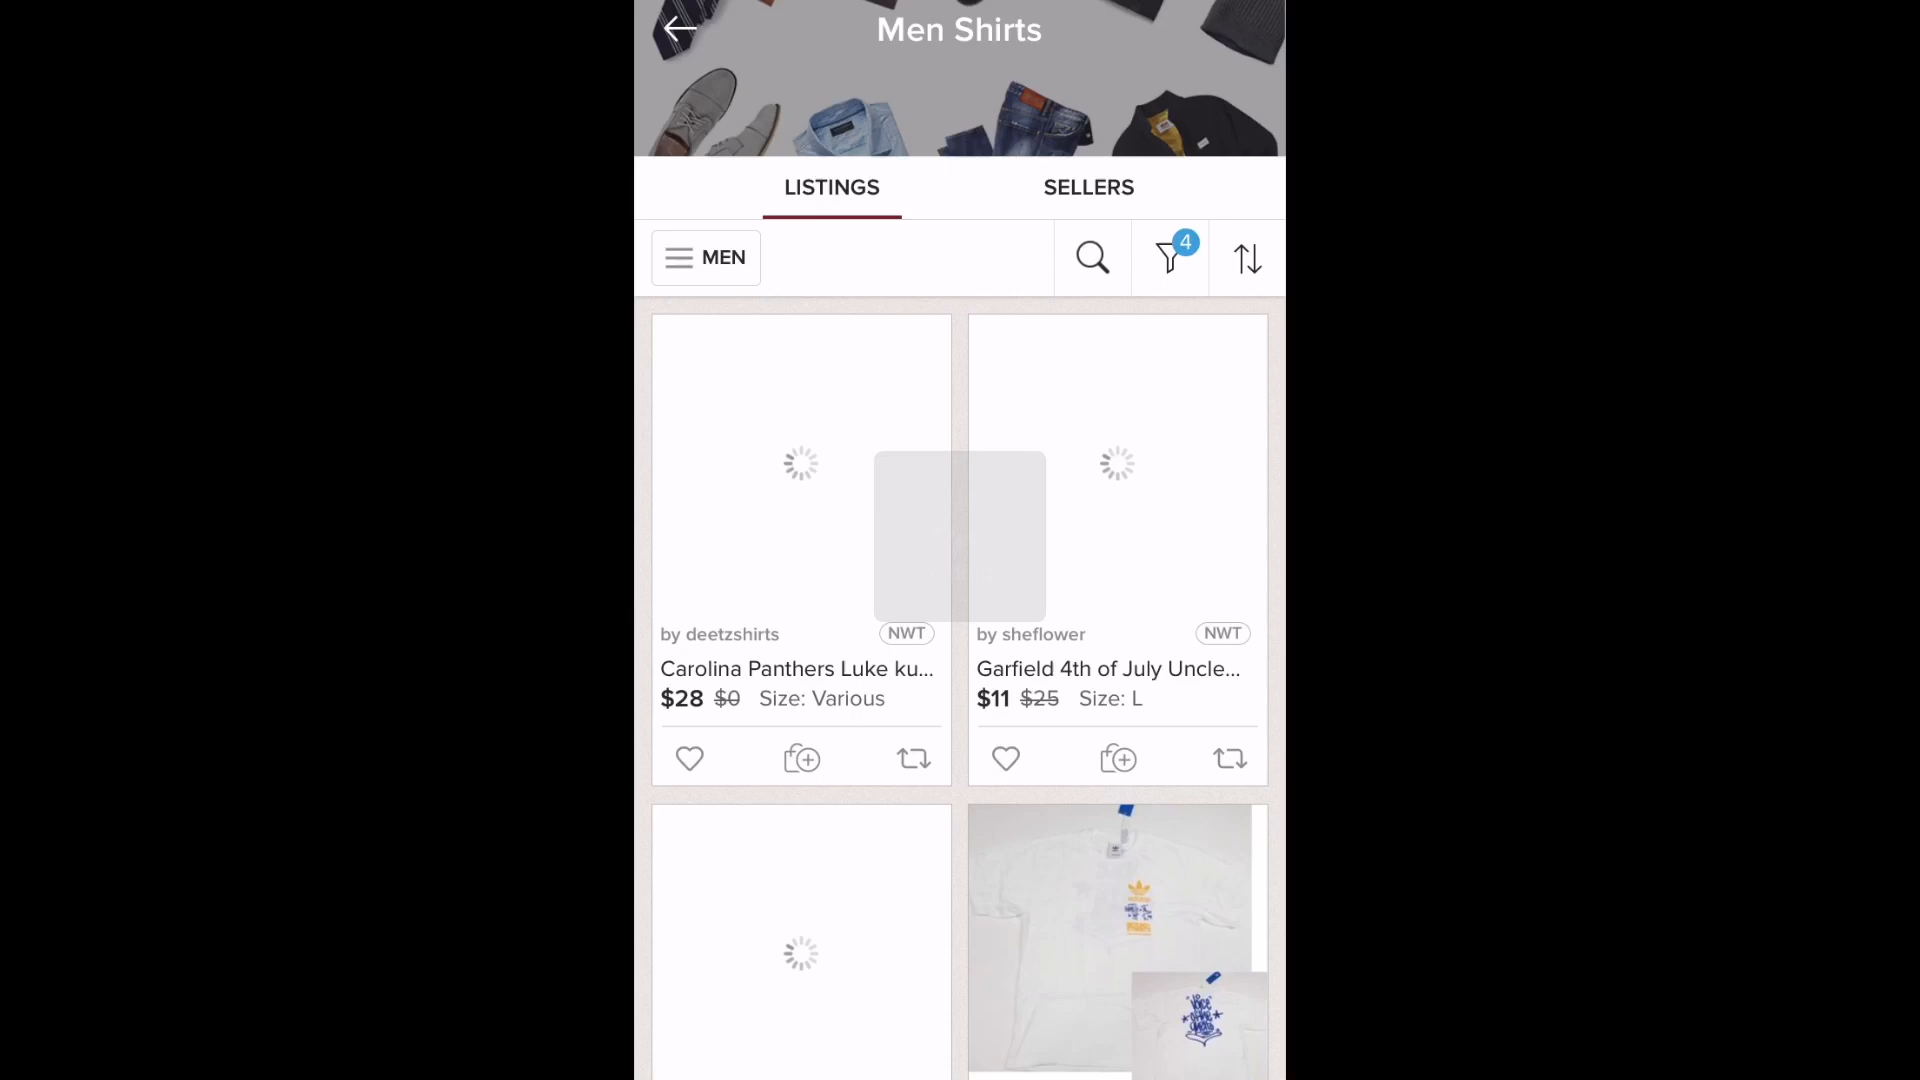 Men Shirts
LISTINGS
SELLERS
MEN
4
by deetzshirts
NWT
Carolina Panthers Luke ku...
$28 $0 Size: Various
by sheflower
NWT
Garfield 4th of July Uncle...
$11 $25 Size: L